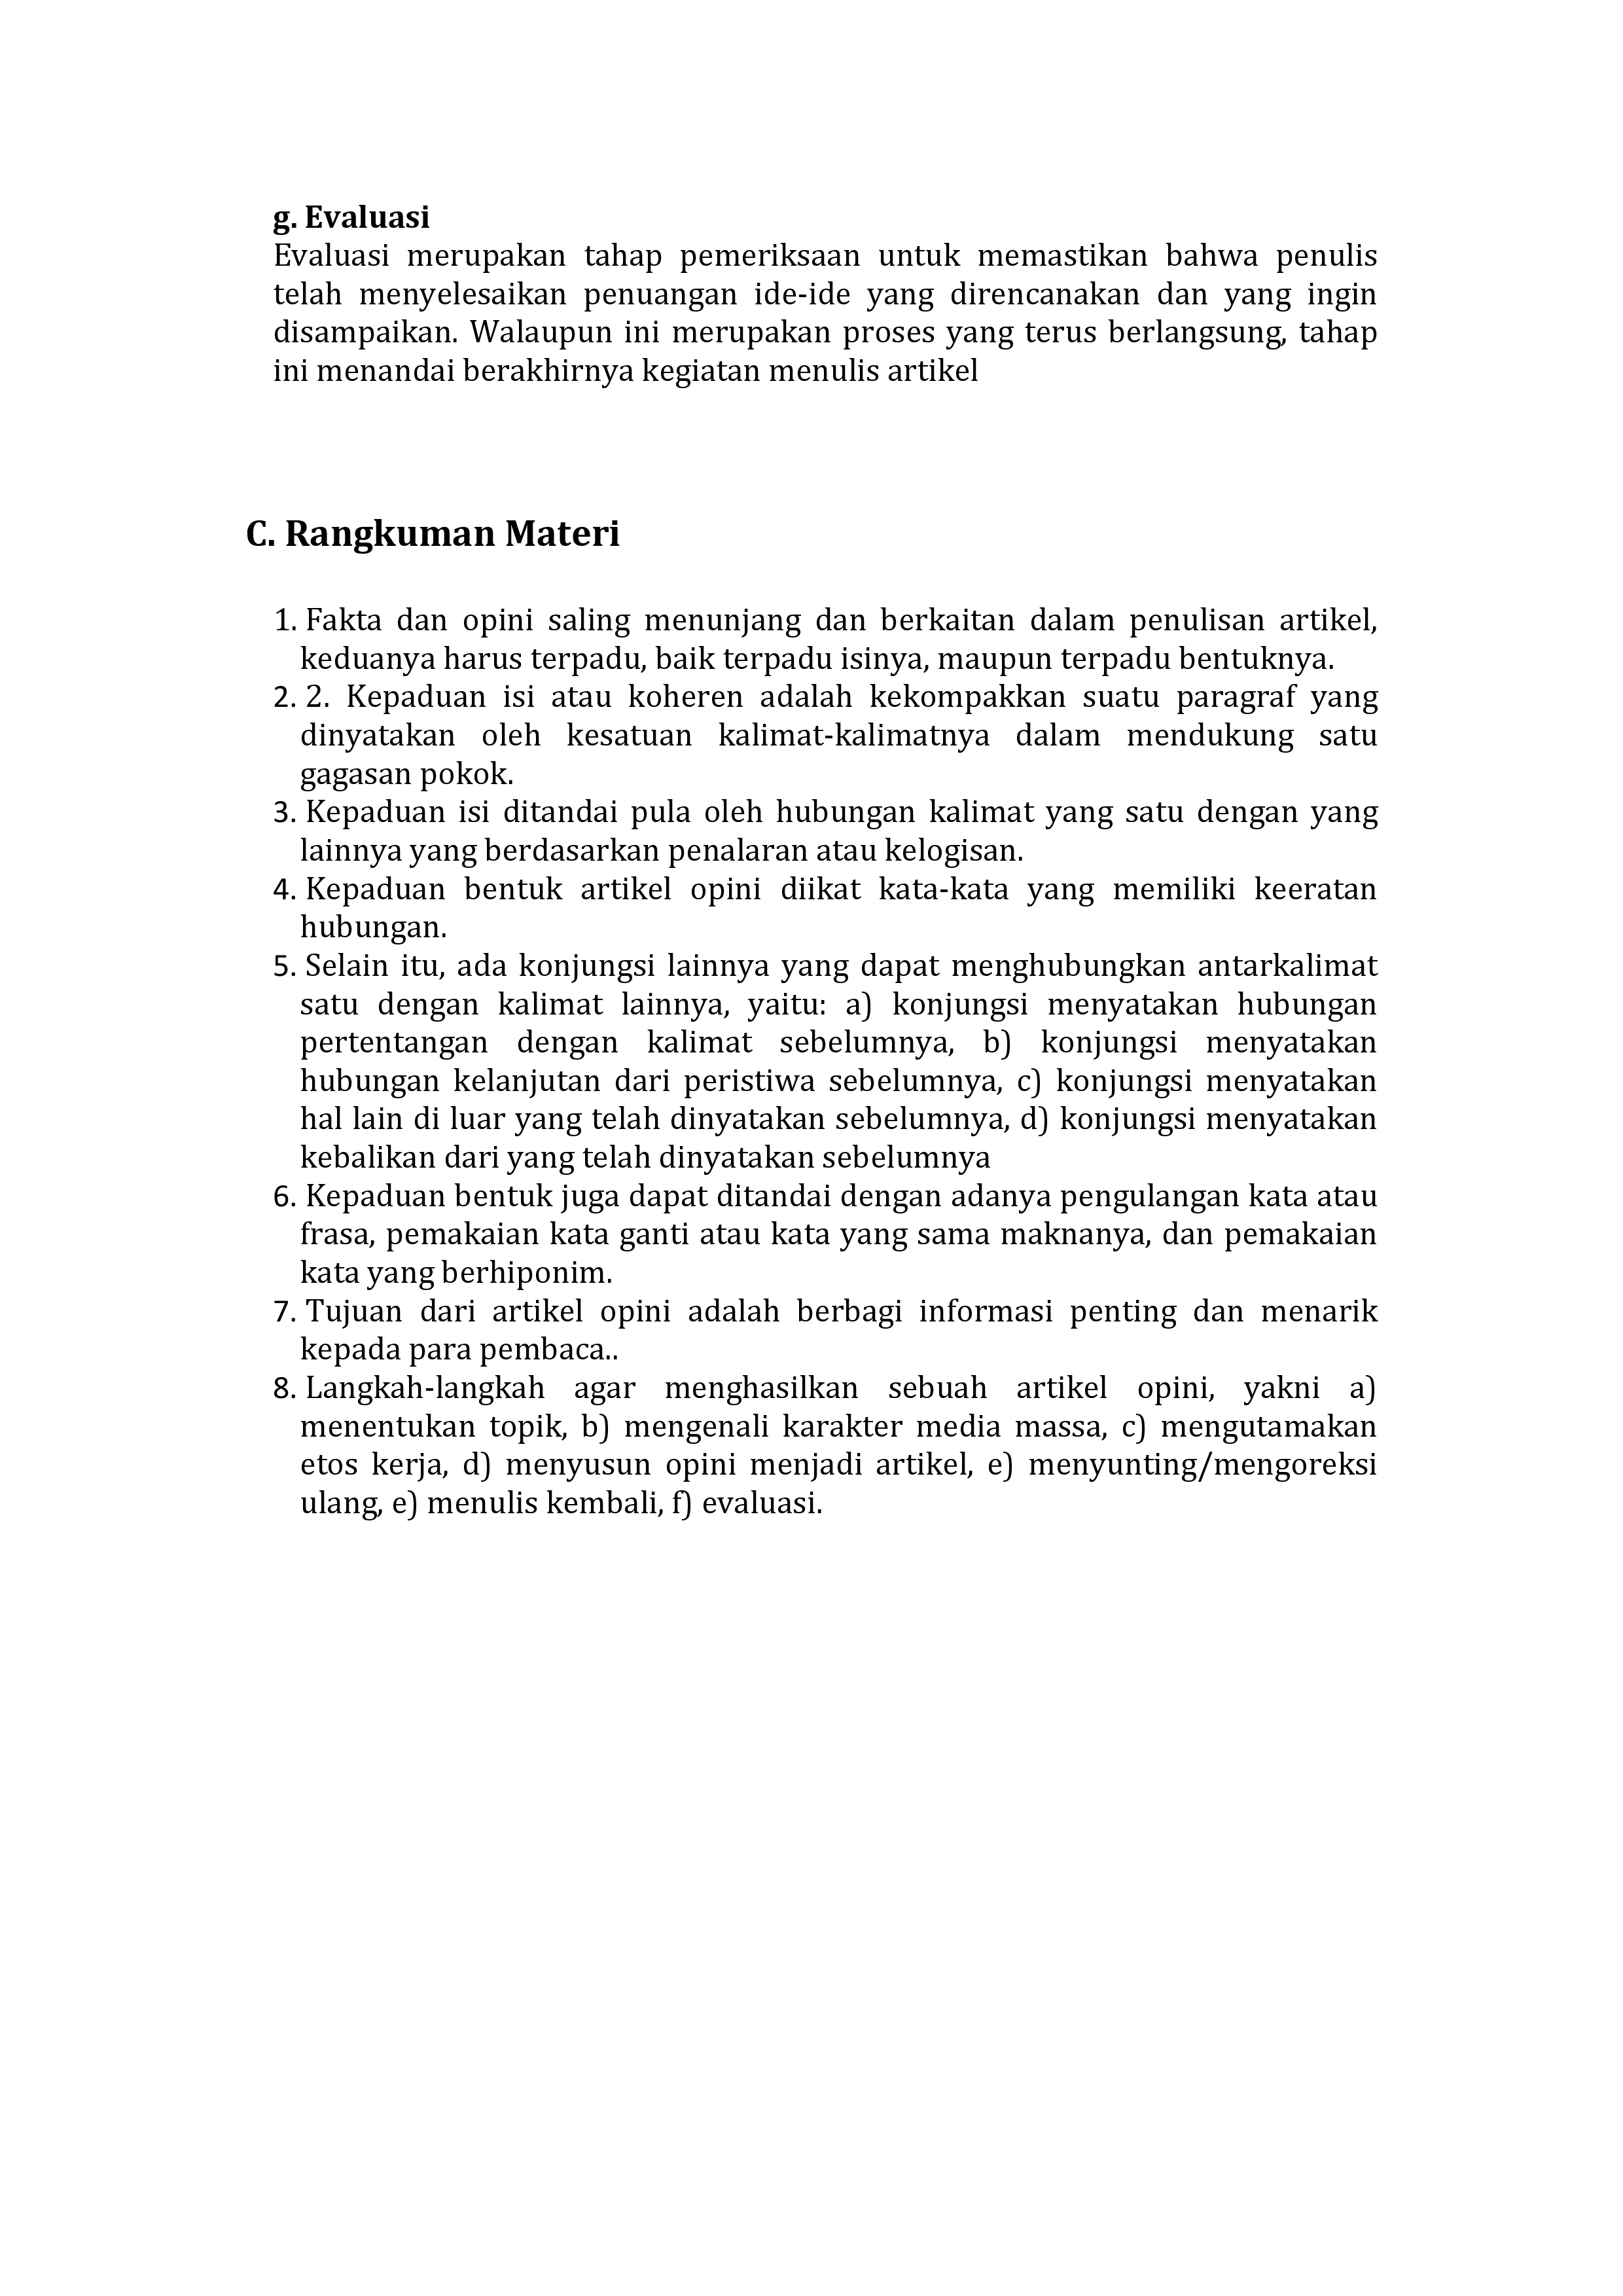 g. Evaluasi
Evaluasi merupakan tahap pemeriksaan untuk memastikan bahwa penulis
telah menyelesaikan penuangan ide-ide yang direncanakan dan yang ingin
disampaikan. Walaupun ini merupakan proses yang terus berlangsung, tahap
ini menandai berakhirnya kegiatan menulis artikel
C. Rangkuman Materi
1. Fakta dan opini saling menunjang dan berkaitan dalam penulisan artikel,
keduanya harus terpadu, baik terpadu isinya, maupun terpadu bentuknya.
2. 2. Kepaduan isi atau koheren adalah kekompakkan suatu paragraf yang
dinyatakan oleh kesatuan kalimat-kalimatnya dalam mendukung satu
gagasan pokok.
3. Kepaduan isi ditandai pula oleh hubungan kalimat yang satu dengan yang
lainnya yang berdasarkan penalaran atau kelogisan.
4. Kepaduan bentuk artikel opini diikat kata-kata yang memiliki keeratan
hubungan.
5. Selain itu, ada konjungsi lainnya yang dapat menghubungkan antarkalimat
satu dengan kalimat lainnya, yaitu: a) konjungsi menyatakan hubungan
pertentangan dengan kalimat sebelumnya, b) konjungsi menyatakan
hubungan kelanjutan dari peristiwa sebelumnya, c) konjungsi menyatakan
hal lain di luar yang telah dinyatakan sebelumnya, d) konjungsi menyatakan
kebalikan dari yang telah dinyatakan sebelumnya
6. Kepaduan bentuk juga dapat ditandai dengan adanya pengulangan kata atau
frasa, pemakaian kata ganti atau kata yang sama maknanya, dan pemakaian
kata yang berhiponim.
7. Tujuan dari artikel opini adalah berbagi informasi penting dan menarik
kepada para pembaca..
8. Langkah-langkah agar menghasilkan sebuah artikel opini, yakni a)
menentukan topik, b) mengenali karakter media massa, c) mengutamakan
etos kerja, d) menyusun opini menjadi artikel, e) menyunting/mengoreksi
ulang, e) menulis kembali, f) evaluasi.